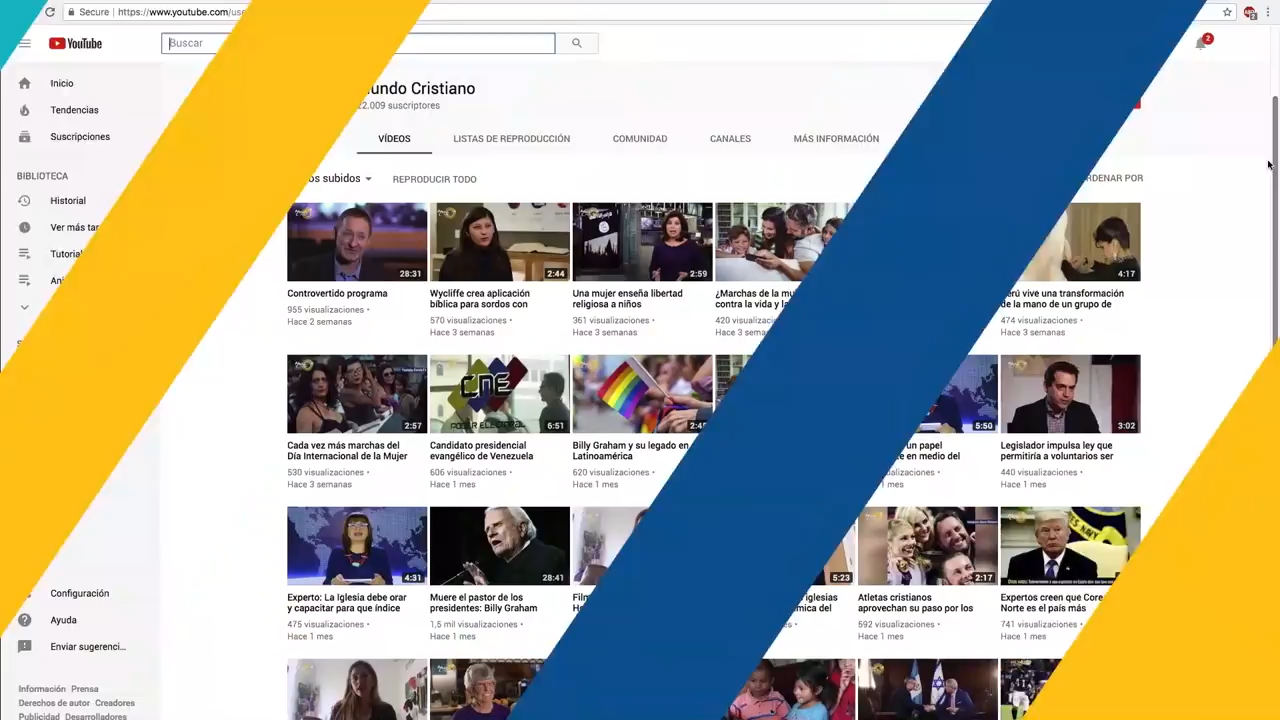 Secure
https://www.youtube.com/use
YouTube
Buscar
2
Inicio
Tendencias
Suscripciones
BIBLIOTECA
Historial
Ver más
Configuración
Ayuda
Enviar sugerenci...
Información Prensa
Derechos de autor Creadores
Publicidad Desarrolladores
Cristiano
suscriptores
VÍDEOS
LISTAS DE REPRODUCCIÓN
COMUNIDAD
CANALES
MÁS INFORMACIÓN
subidos
REPRODUCIR TODO
POR
28:31
2:44
2:59
4:17
Controvertido programa
955 visualizaciones •
Hace 2 semanas
Wycliffe crea aplicación
bíblica para sordos con
570 visualizaciones •
Hace 3 semanas
Una mujer enseña libertad
religiosa a niños
361 visualizaciones •
Hace 3 semanas
¿Marchas de la
contra la vida y
420
Hace 3
vive una transformación
de la mano de un grupo de
474 visualizaciones •
Hace 3 semanas
2:57
6:51
5:50
3:02
Cada vez más marchas del
Día Internacional de la Mujer
530 visualizaciones •
Hace 3 semanas
CNE
PODER ELECTORAL
Candidato presidencial
evangélico de Venezuela
606 visualizaciones •
Hace 1 mes
Billy Graham y su legado en
Latinoamérica
620 visualizaciones •
Hace 1 mes
un papel
en medio del
1 mes
Legislador impulsa ley que
permitiría a voluntarios ser
440 visualizaciones •
Hace 1 mes
4:31
28:41
5:23
2:17
Experto: La Iglesia debe orar
y capacitar para que índice
475 visualizaciones •
Hace 1 mes
Muere el pastor de los
presidentes: Billy Graham
1,5 mil visualizaciones •
Hace 1 mes
iglesias
del
mes
Atletas cristianos
aprovechan su paso por los
592 visualizaciones •
Hace 1 mes
Expertos creen que
Norte es el país más
741 visualizaciones •
Hace 1 mes